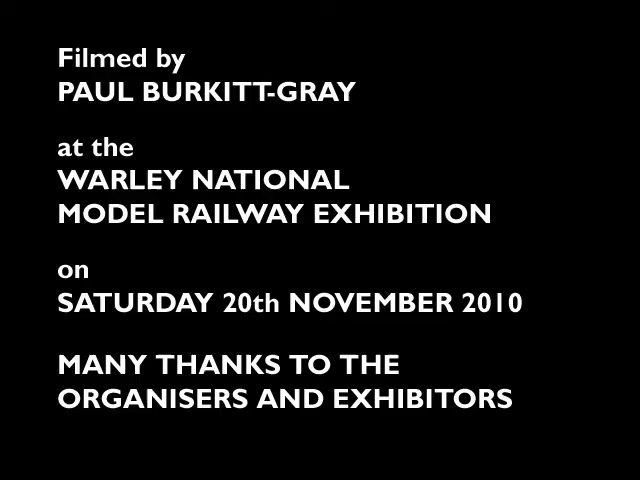 Filmed by
PAUL BURKITT-GRAY
at the
WARLEY NATIONAL
MODEL RAILWAY EXHIBITION
on
SATURDAY 20th NOVEMBER 2010
MANY THANKS TO THE
ORGANISERS AND EXHIBITORS